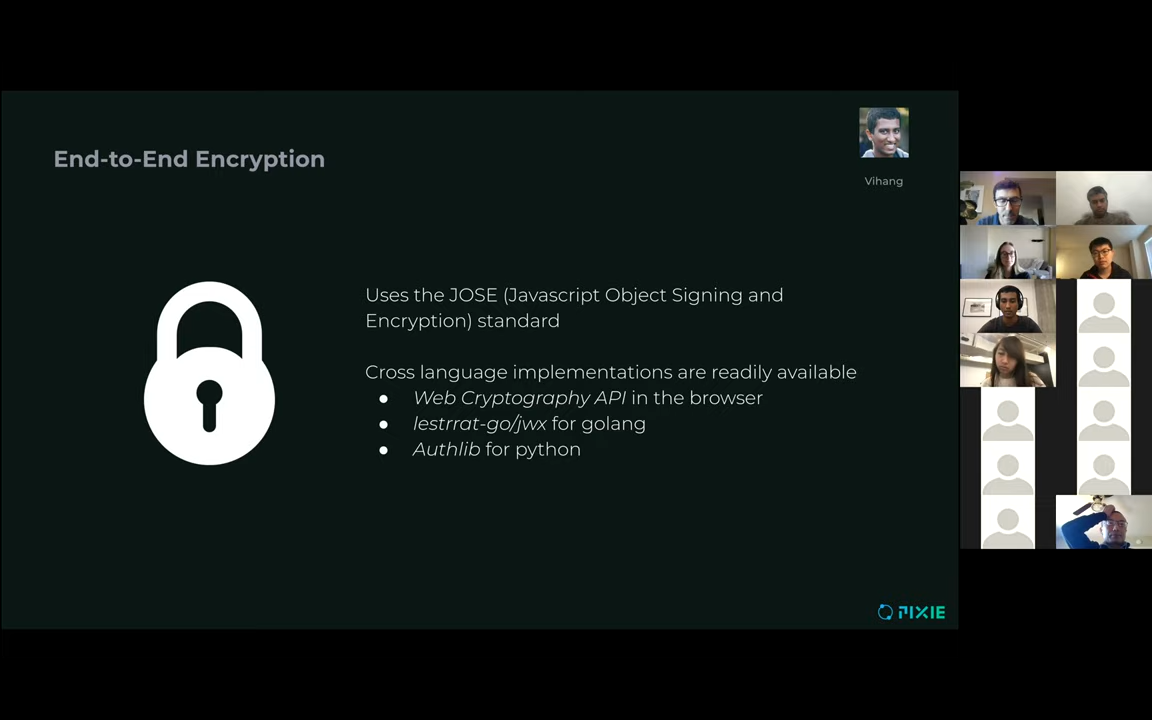 End-to-End Encryption
Vihang
Uses the JOSE (Javascript Object Signing and
Encryption) standard
Cross language implementations are readily available
● Web Cryptography API in the browser
● lestrrat-go/jwx for golang
● Authlib for python
PIXIE